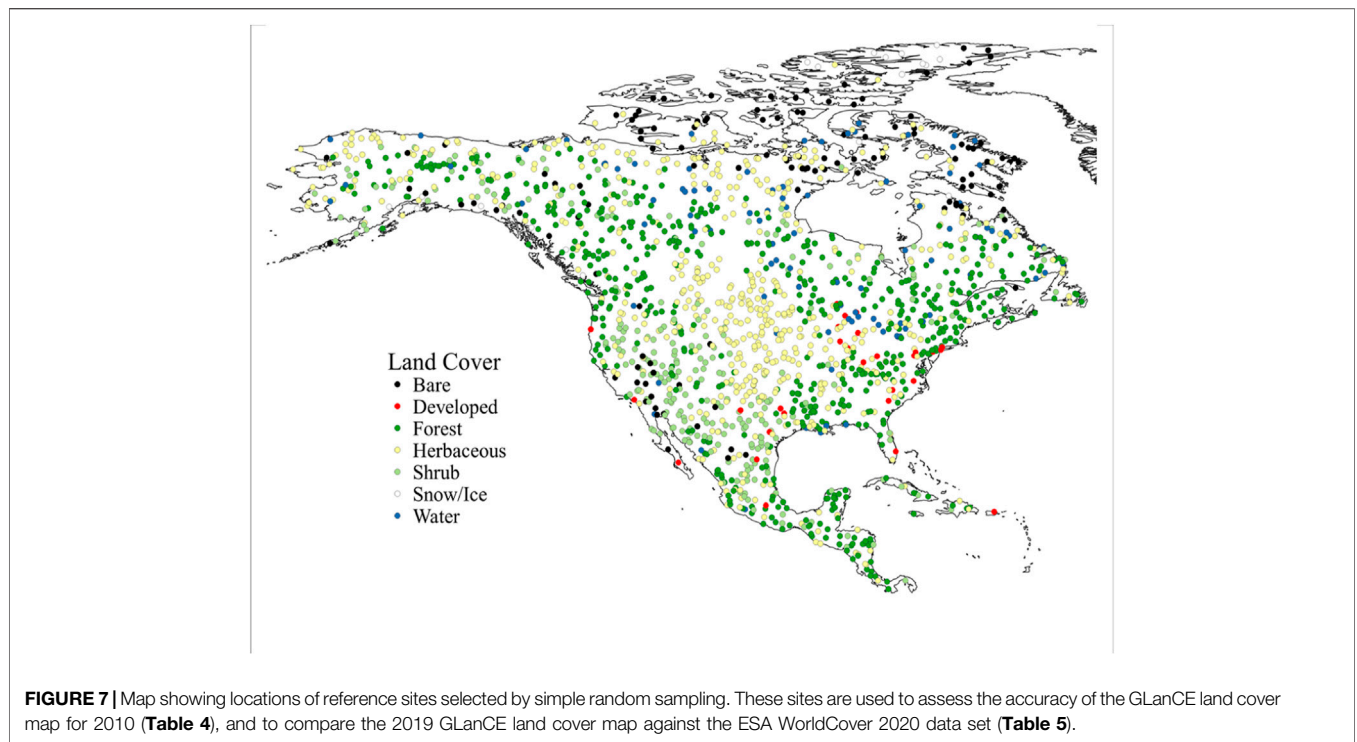 Land Cover
Bare
Developed
Forest
Herbaceous
Shrub
Snow/Ice
Water
FIGURE 7 | Map showing locations of reference sites selected by simple random sampling. These sites are used to assess the accuracy of the GLanCE land cover
map for 2010 (Table 4), and to compare the 2019 GLanCE land cover map against the ESA WorldCover 2020 data set (Table 5).